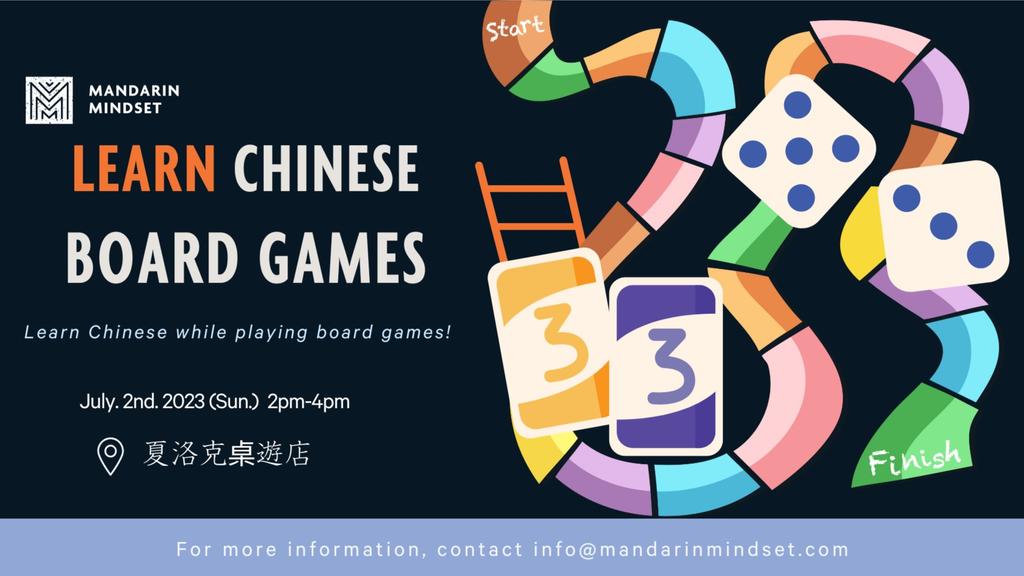 Start
MANDARIN
MINDSET
LEARN CHINESE
BOARD GAMES
Learn Chinese while playing board games!
July. 2nd. 2023 (Sun.) 2pm-4pm
夏洛克桌遊店
3
3
Finish
For more information, contact info@mandarinmindset.com